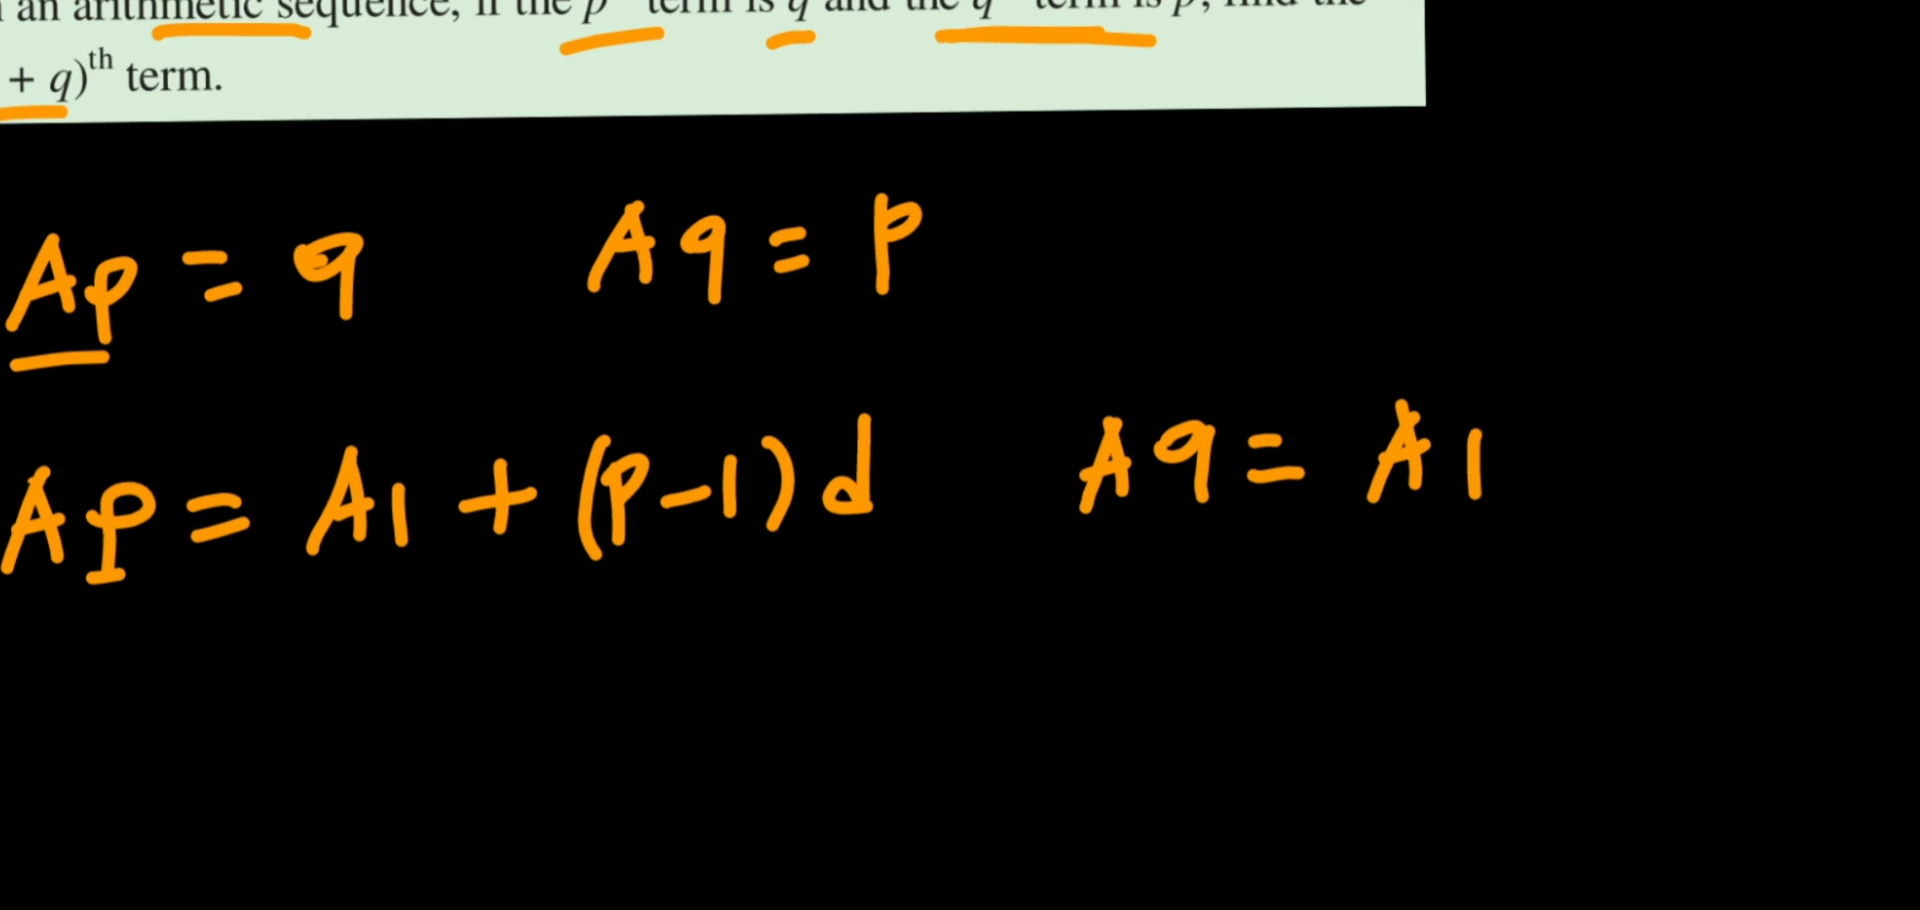 an arithmetic sequence, if the p term is q and the q term is p, find the
+ q)th term.
Ap = q Aq = p
Ap = A1 + (p-1)d Aq = A1